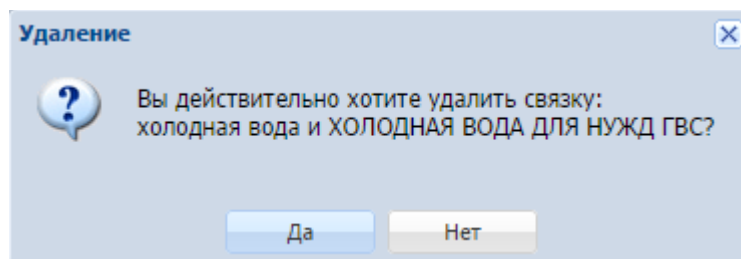 Удаление
Вы действительно хотите удалить связку:
холодная вода и ХОЛОДНАЯ ВОДА ДЛЯ НУЖД ГВС?
Да Нет